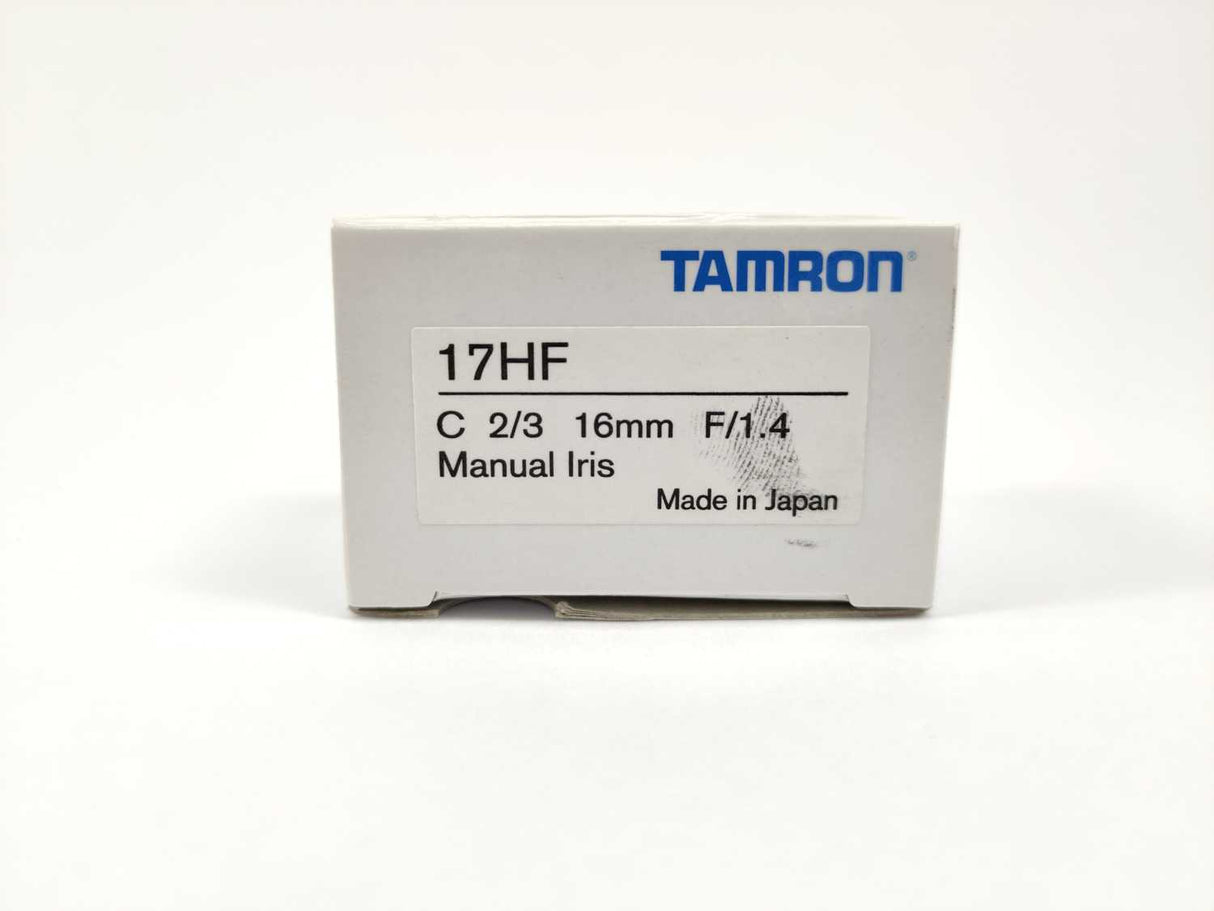 TAMRON®
17HF
C 2/3 16mm F/1.4
Manual Iris
Made in Japan